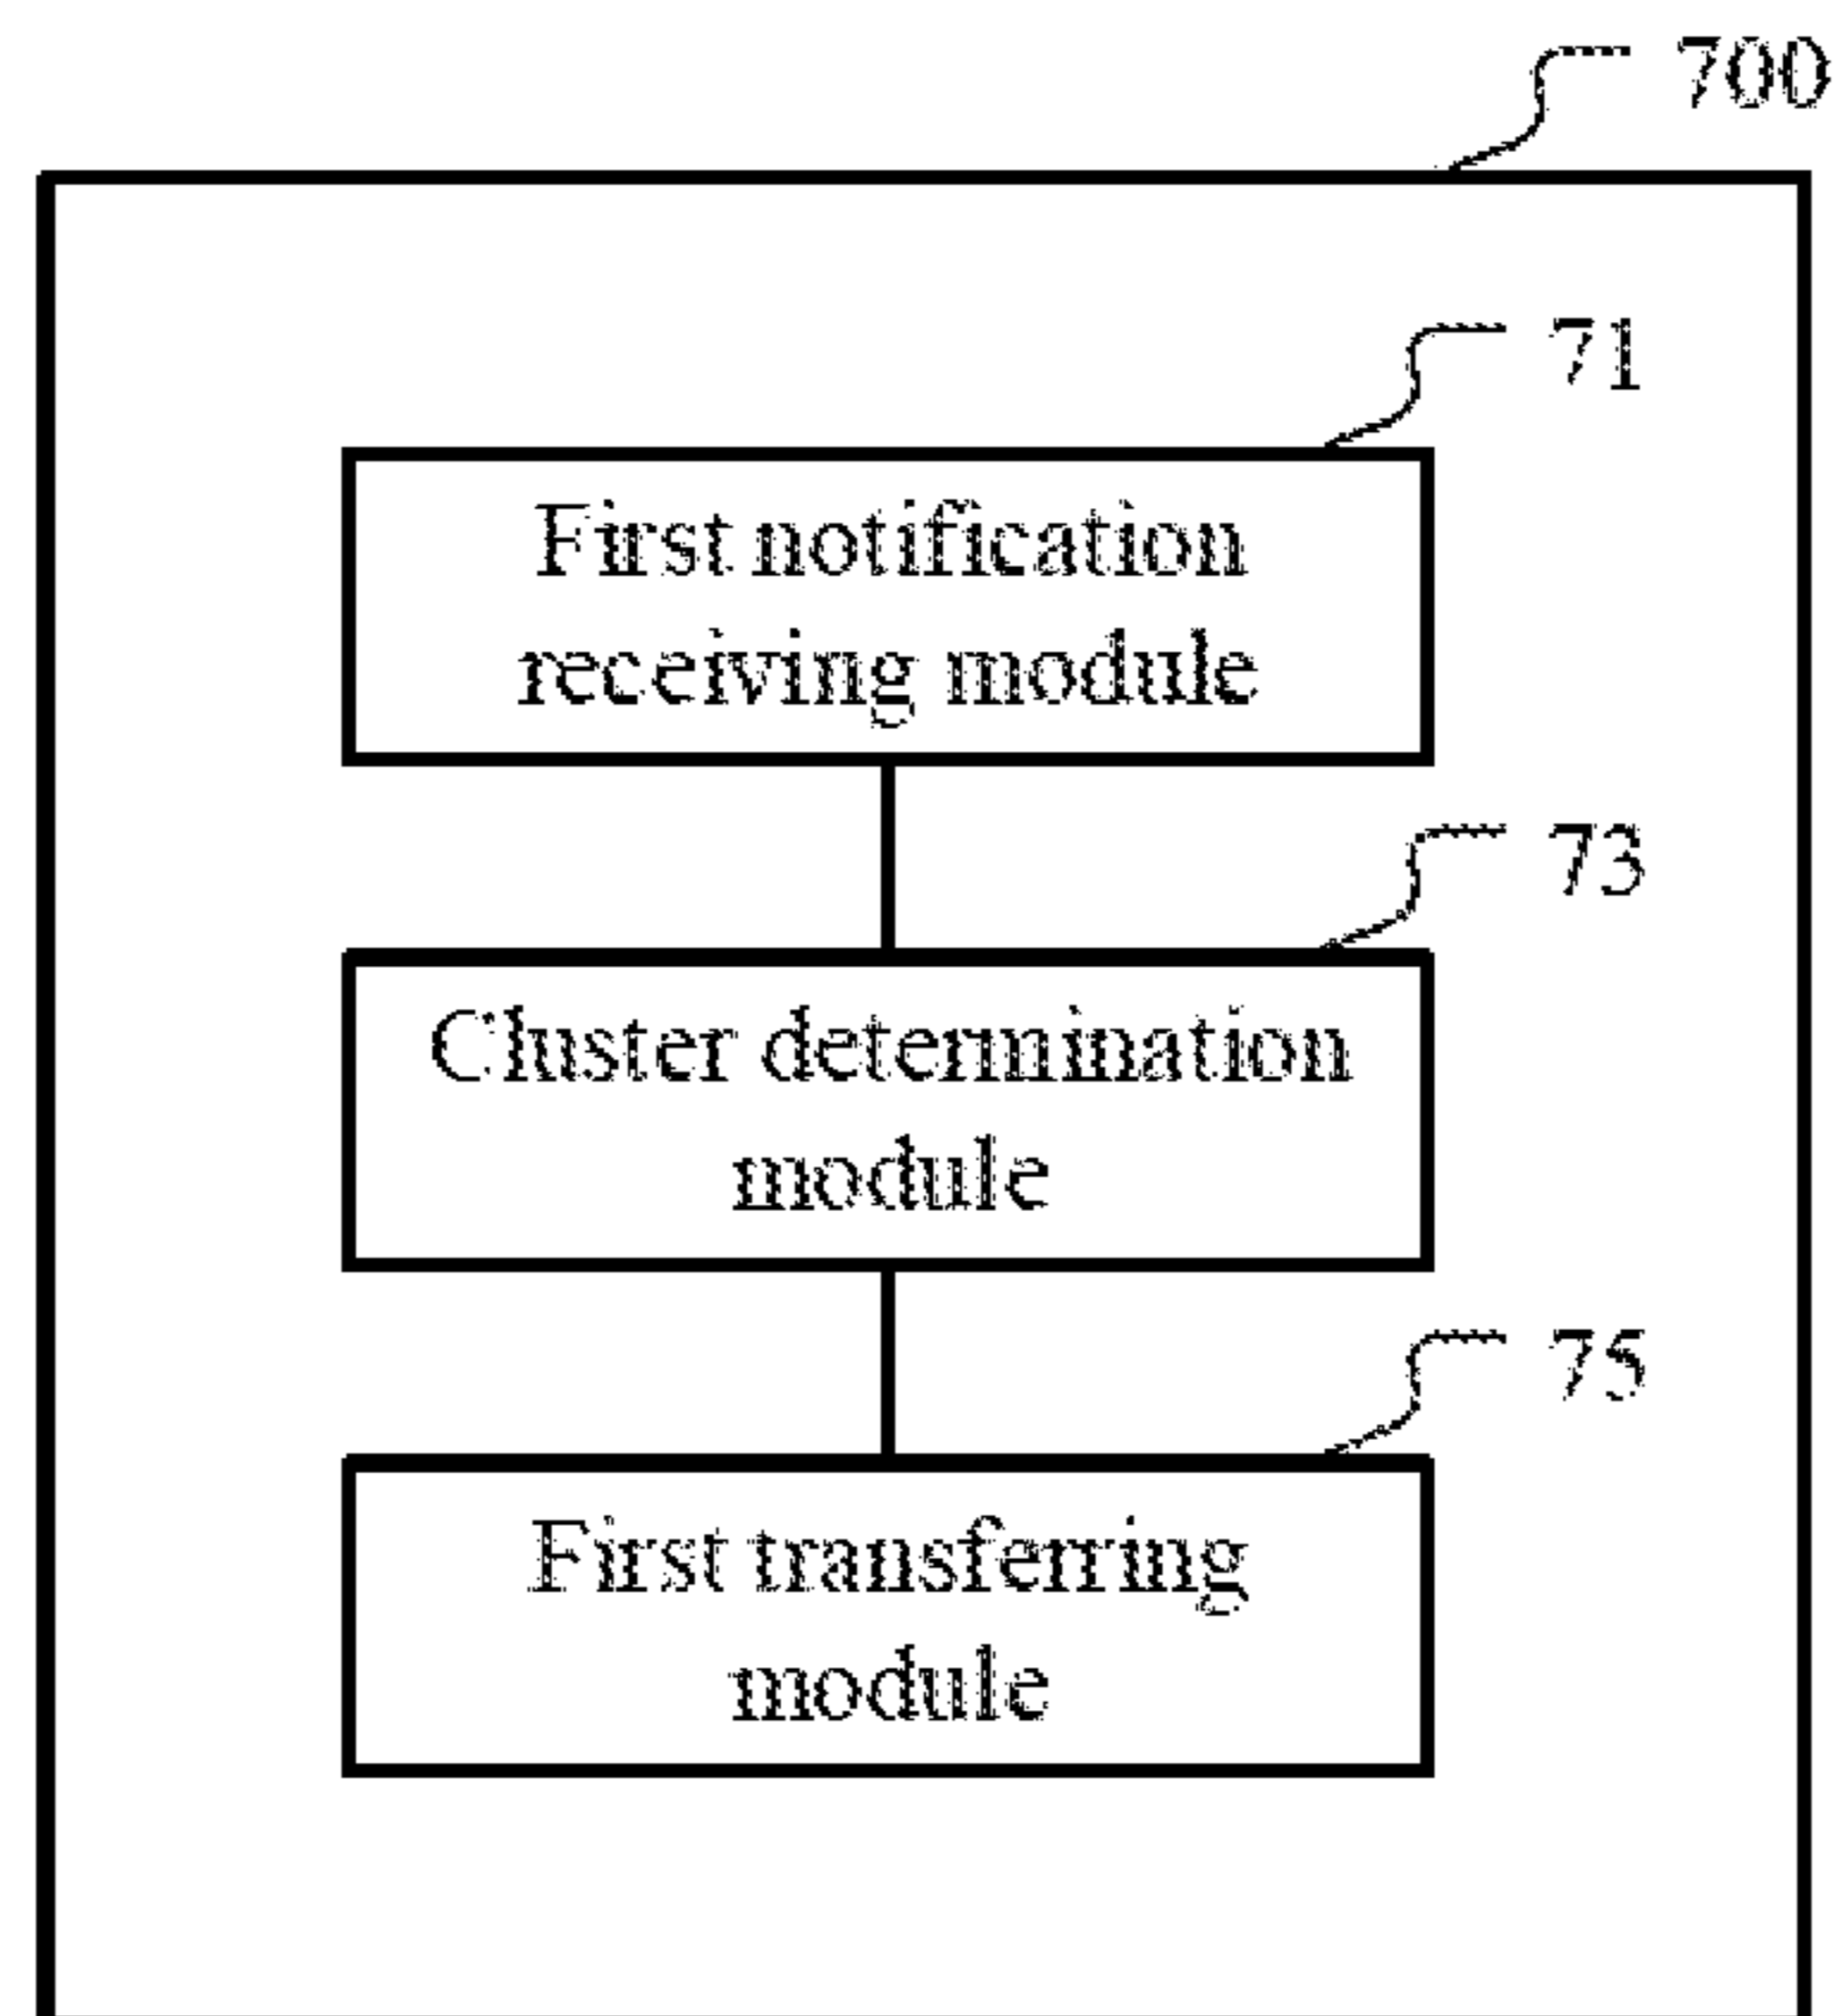 700
71
First notification
receiving module
73
Cluster determination
module
75
First transferring
module